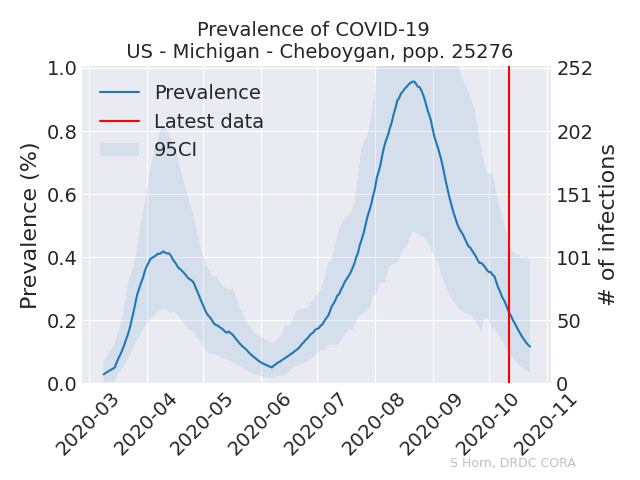 Prevalence of COVID-19
US - Michigan - Cheboygan, pop. 25276
Prevalence
Latest data
95CI
Prevalence (%)
1.0
0.8
0.6
0.4
0.2
0.0
252
202
151
101
50
0
# of infections
2020-03
2020-04
2020-05
2020-06
2020-07
2020-08
2020-09
2020-10
2020-11
S Horn, DRDC CORA